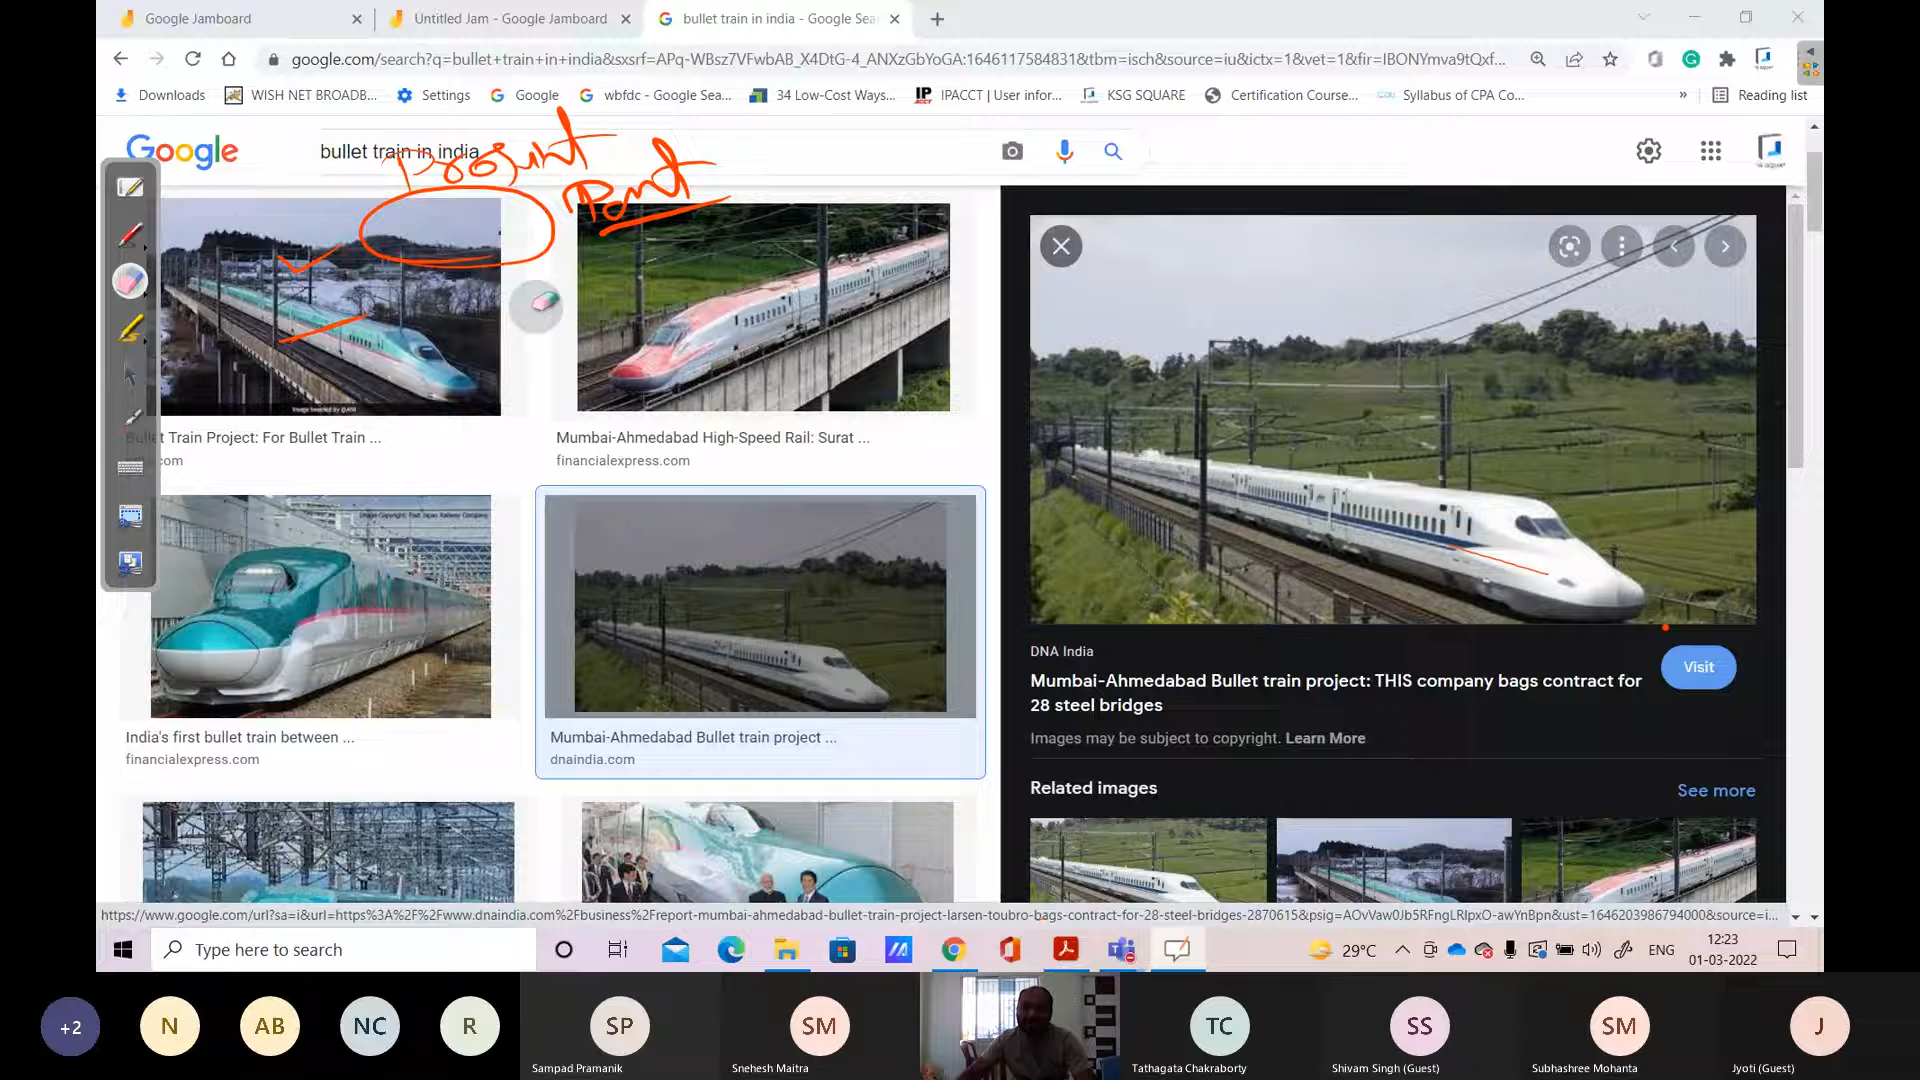 Google Jamboard
Untitled Jam - Google Jamboard
bullet train in india - Google Sea
google.com/search?q=bullet+train+in+india&sxsrf=APq-WBsz7VFwbAB_X4DtG-4_ANXzGbYoGA:1646117584831&tbm=isch&source=iu&ictx=1&vet=1&fir=IBONYmva9tQxf...
Downloads
WISH NET BROADB...
Settings
Google
wbfdc - Google Sea...
34 Low-Cost Ways...
IPACCT | User infor...
KSG SQUARE
Certification Course...
Syllabus of CPA Co...
»
Reading list
Google
bullet train in india
Bullet Train Project: For Bullet Train ...
.com
Mumbai-Ahmedabad High-Speed Rail: Surat ...
financialexpress.com
India's first bullet train between ...
financialexpress.com
Mumbai-Ahmedabad Bullet train project ...
dnaindia.com
DNA India
Mumbai-Ahmedabad Bullet train project: THIS company bags contract for
28 steel bridges
Visit
Images may be subject to copyright. Learn More
Related images
See more
https://www.google.com/url?sa=i&url=https%3A%2F%2Fwww.dnaindia.com%2Fbusiness%2Freport-mumbai-ahmedabad-bullet-train-project-larsen-toubro-bags-contract-for-28-steel-bridges-2870615&psig=AOvVaw0Jb5RFngLRlpxO-awYnBpn&ust=1646203986794000&source=i...
Type here to search
29°C
ENG
12:23
01-03-2022
+2
N
AB
NC
R
SP
Sampad Pramanik
SM
Snehesh Maitra
TC
Tathagata Chakraborty
SS
Shivam Singh (Guest)
SM
Subhashree Mohanta
J
Jyoti (Guest)